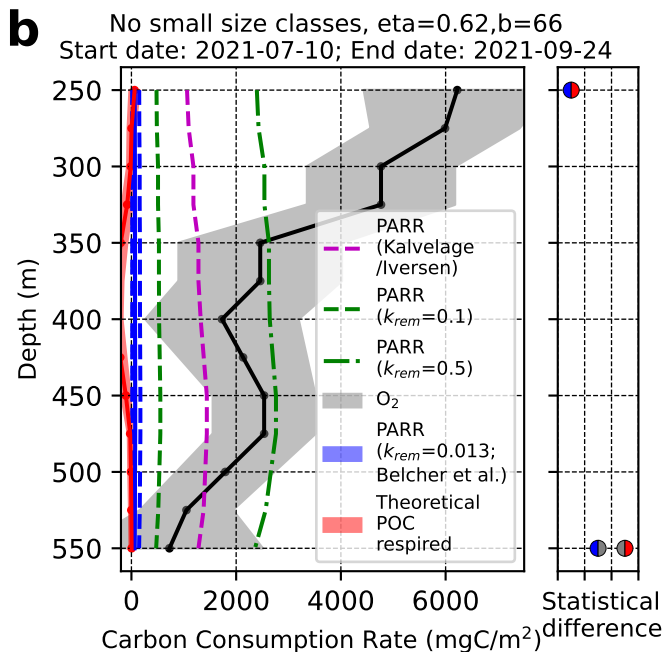 b
No small size classes, eta=0.62,b=66
Start date: 2021-07-10; End date: 2021-09-24
250
300
350
400
450
500
550
Depth (m)
0
2000
4000
6000
Carbon Consumption Rate (mgC/m²)
PARR
(Kalvelage
/Iversen)
PARR
(k_rem=0.1)
PARR
(k_rem=0.5)
O₂
PARR
(k_rem=0.013;
Belcher et al.)
Theoretical
POC
respired
Statistical
difference